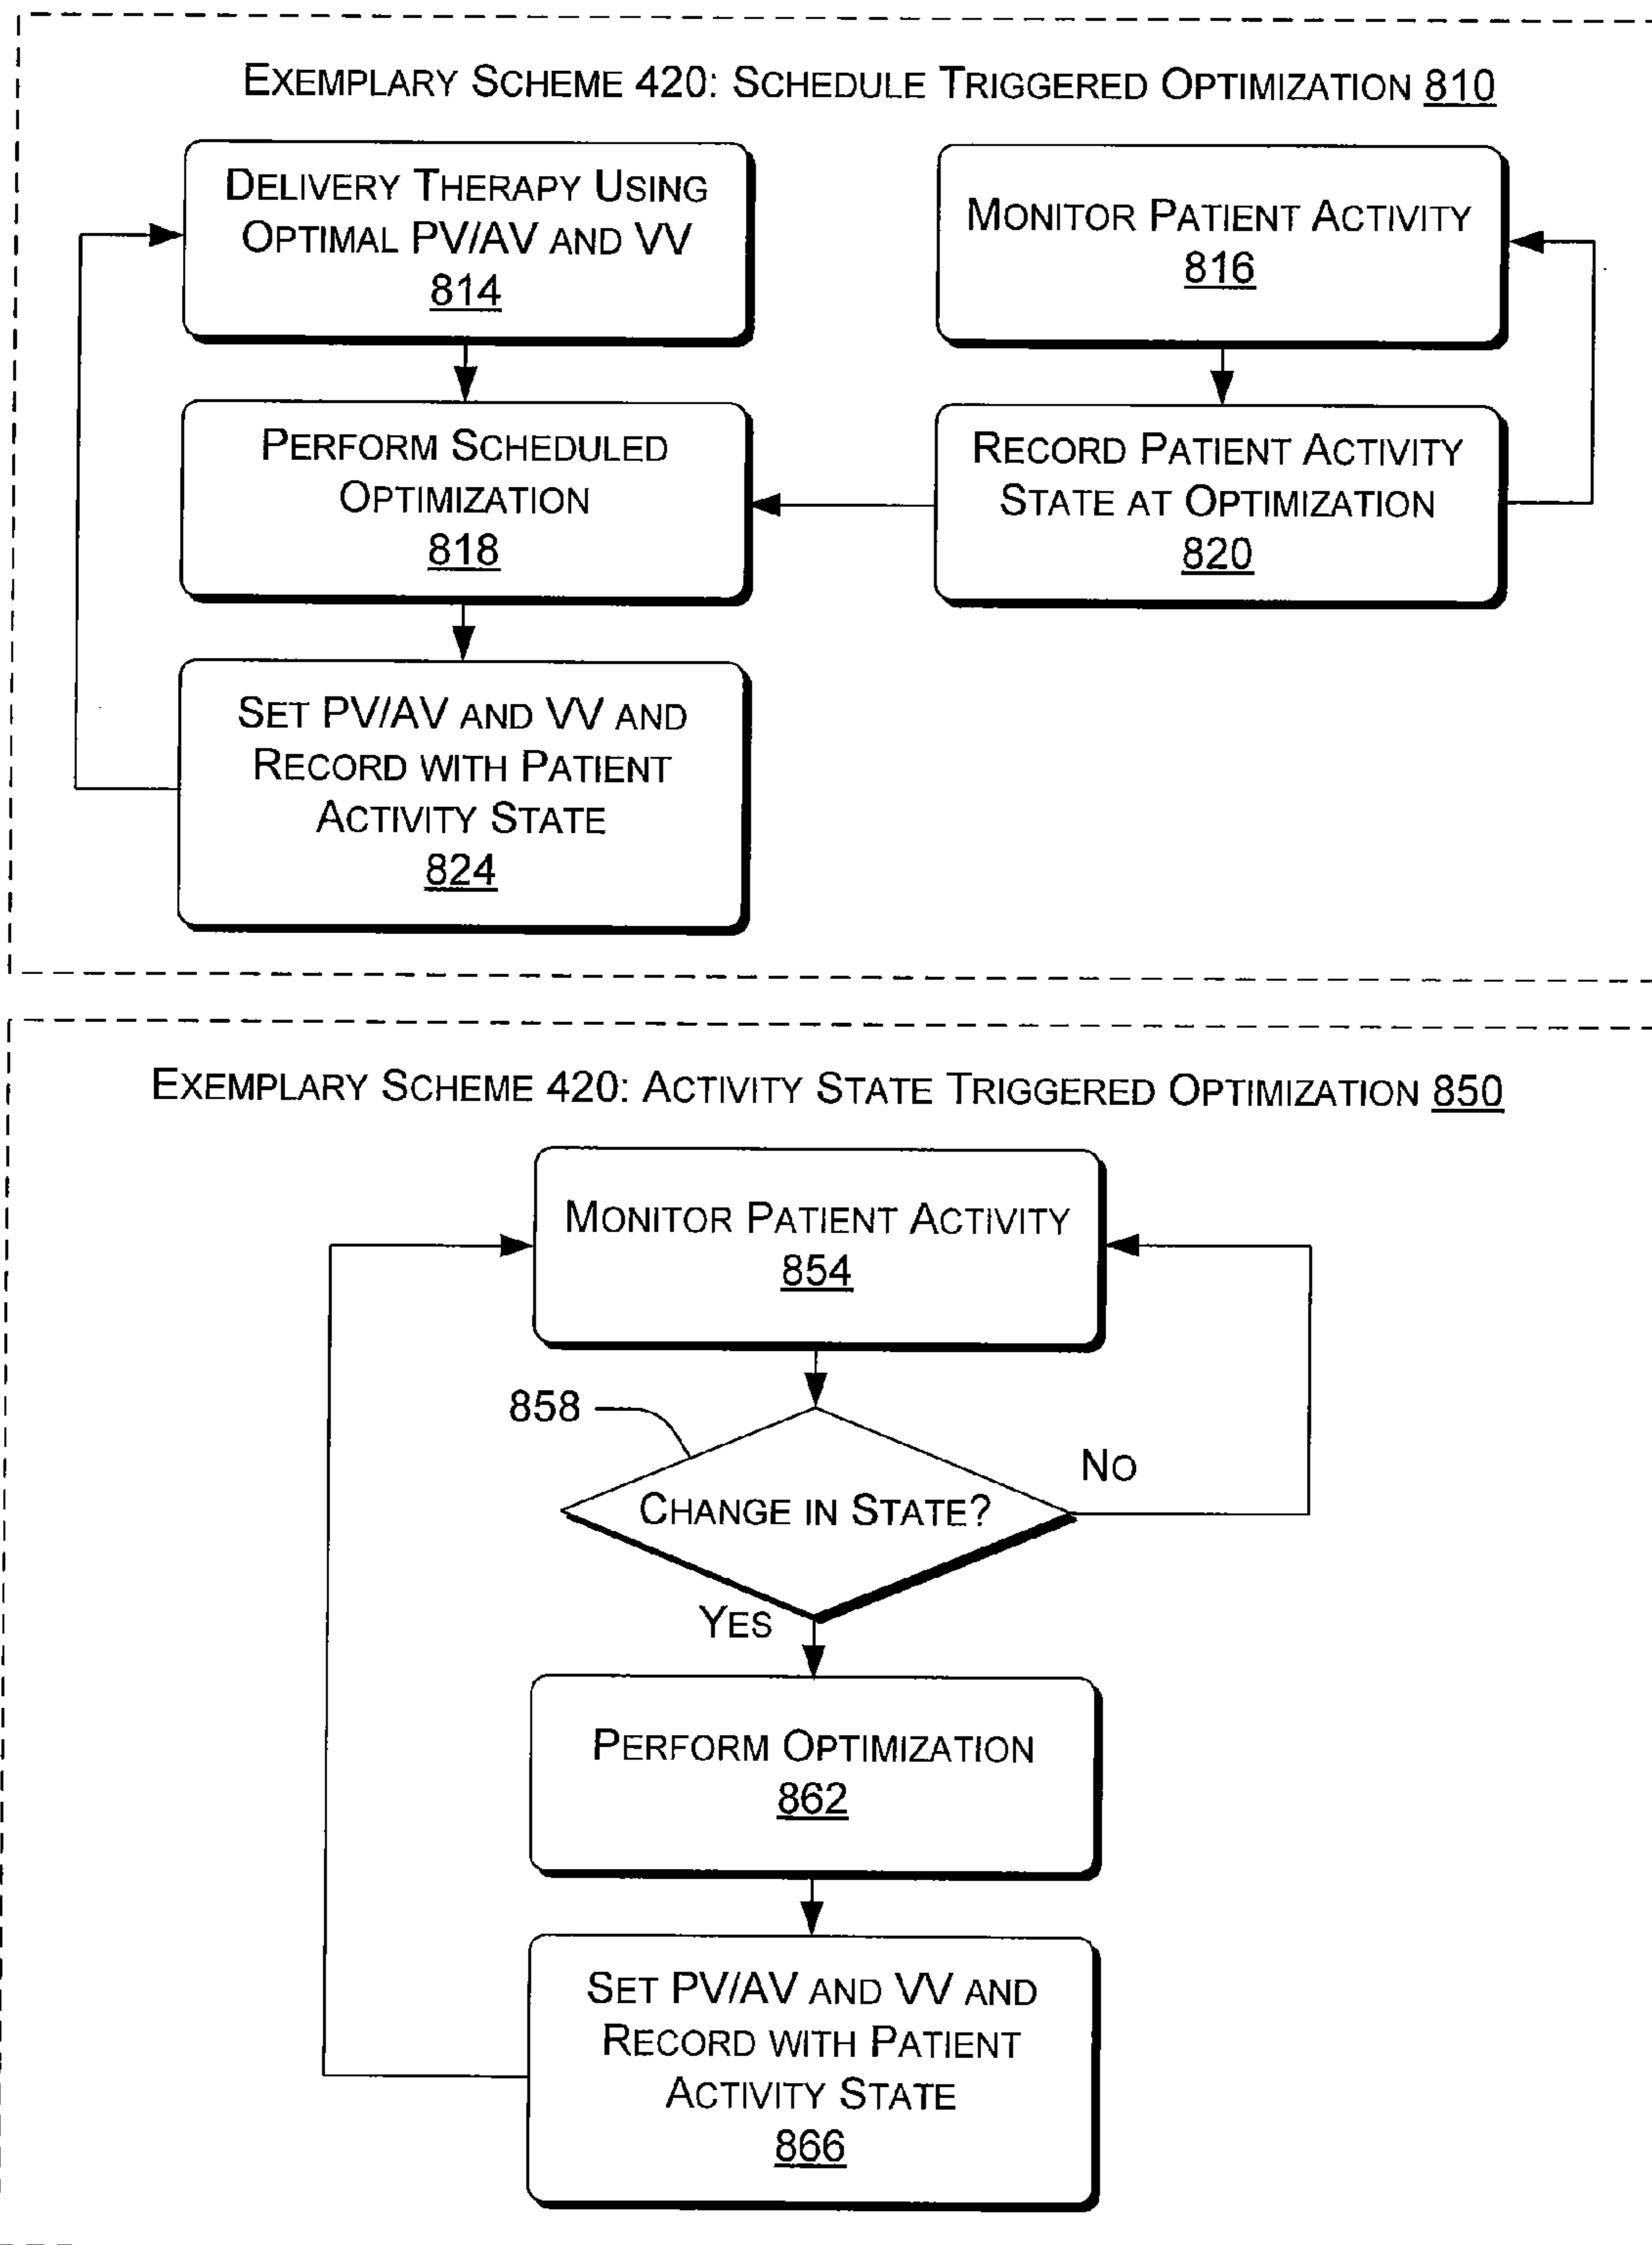 EXEMPLARY SCHEME 420: SCHEDULE TRIGGERED OPTIMIZATION 810
DELIVERY THERAPY USING
OPTIMAL PV/AV AND VV
814
MONITOR PATIENT ACTIVITY
816
PERFORM SCHEDULED
OPTIMIZATION
818
RECORD PATIENT ACTIVITY
STATE AT OPTIMIZATION
820
SET PV/AV AND VV AND
RECORD WITH PATIENT
ACTIVITY STATE
824
EXEMPLARY SCHEME 420: ACTIVITY STATE TRIGGERED OPTIMIZATION 850
MONITOR PATIENT ACTIVITY
854
858
CHANGE IN STATE?
NO
YES
PERFORM OPTIMIZATION
862
SET PV/AV AND VV AND
RECORD WITH PATIENT
ACTIVITY STATE
866